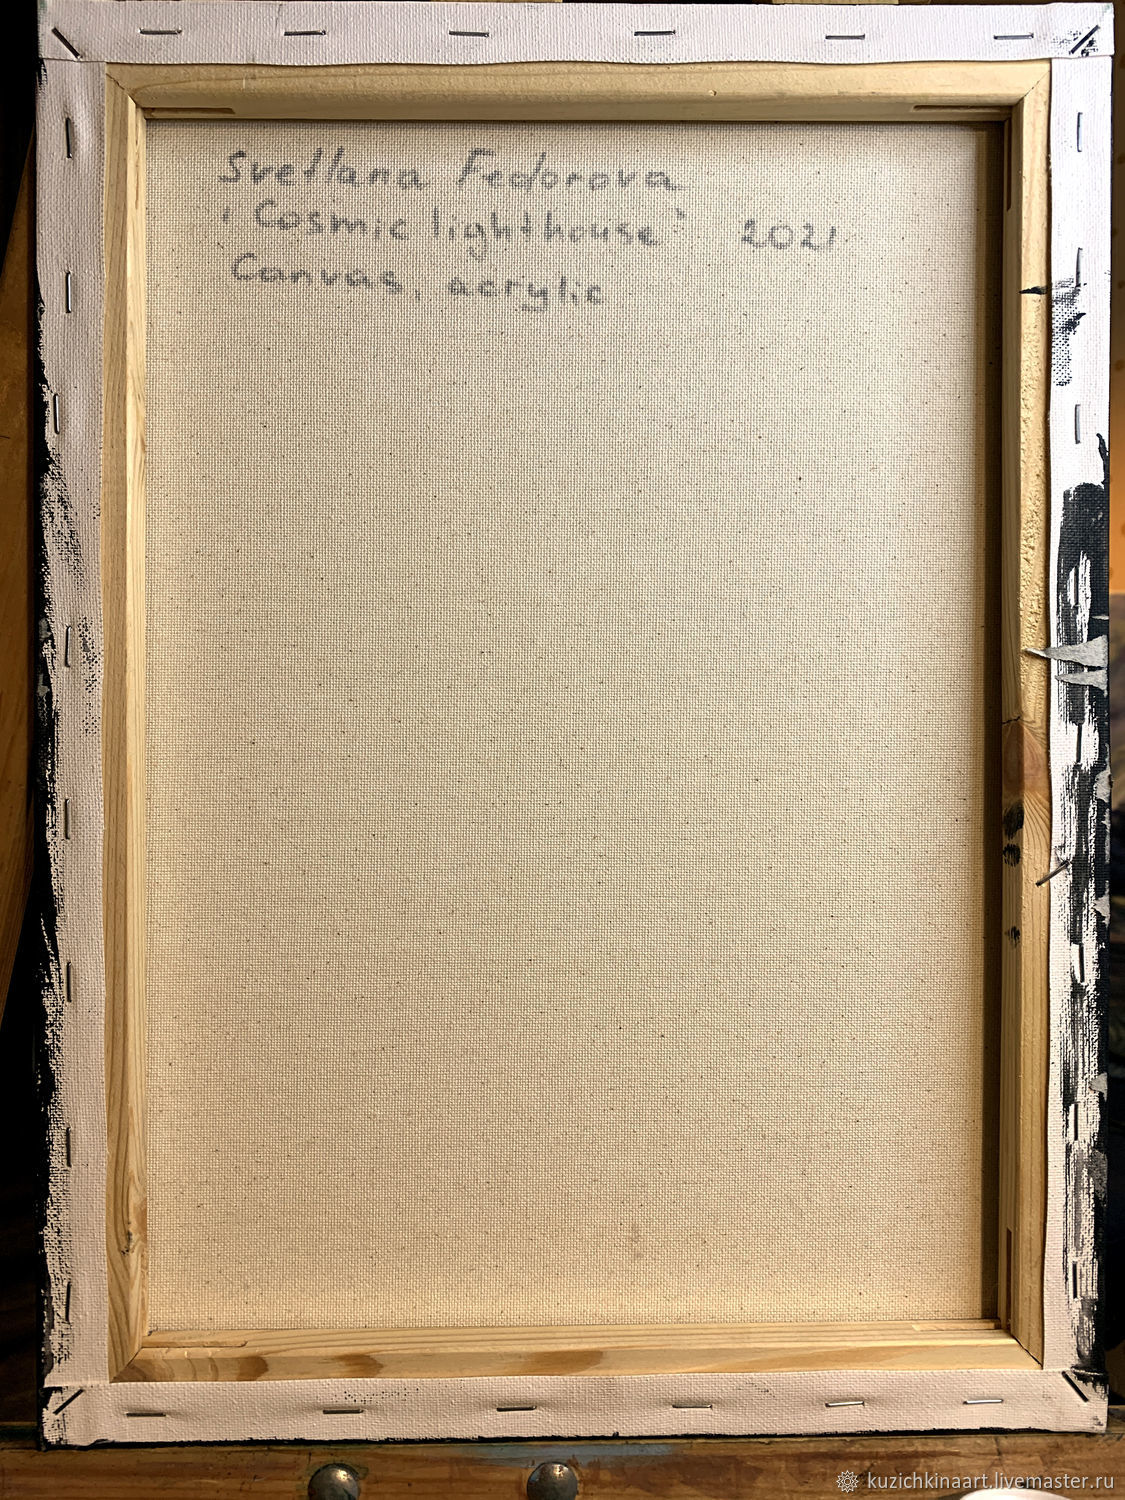 Svetlana Fedorova
'Cosmic lighthouse' 2021
Canvas, acrylic
kuzichkinaart.livemaster.ru